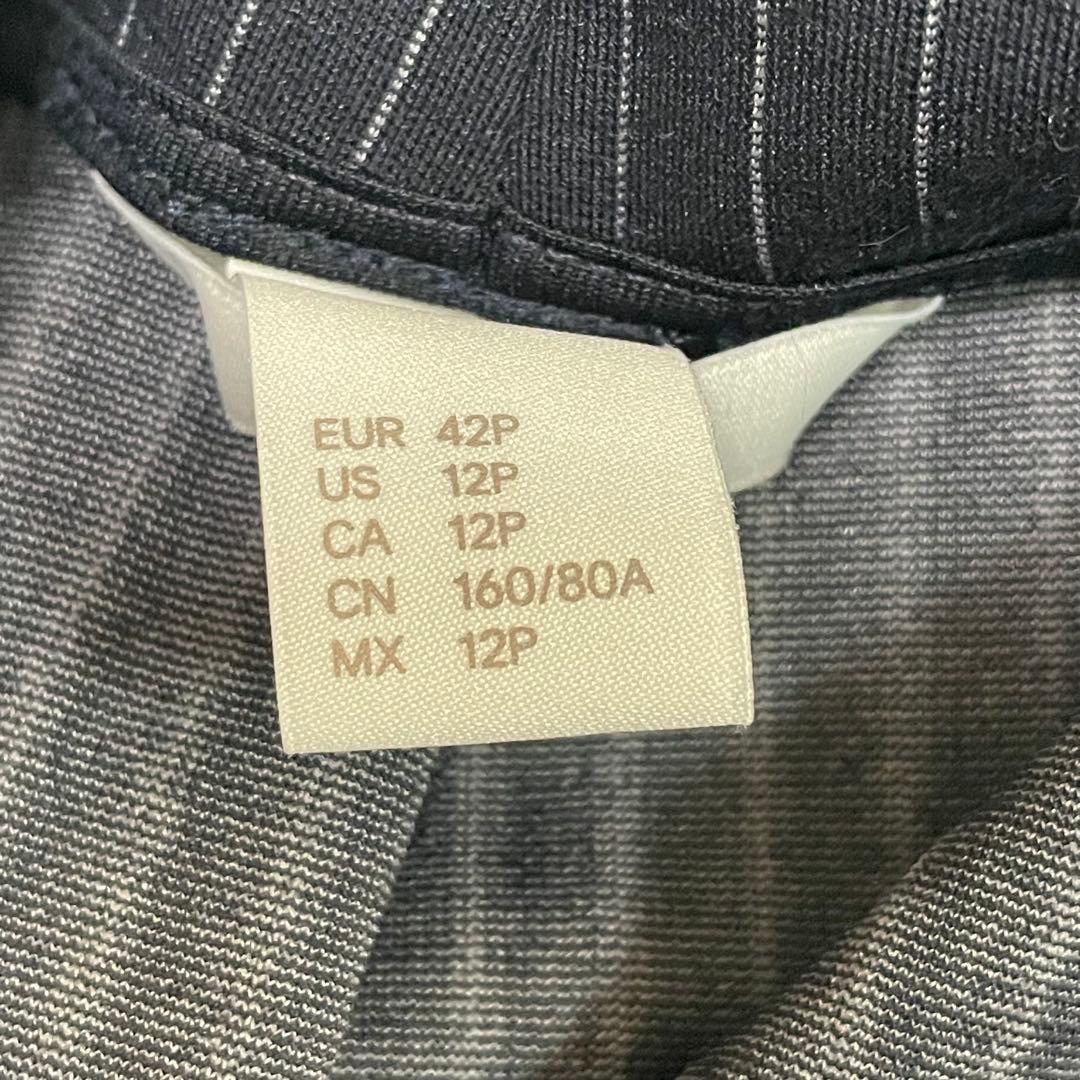 EUR 42P
US 12P
CA 12P
CN 160/80A
MX 12P